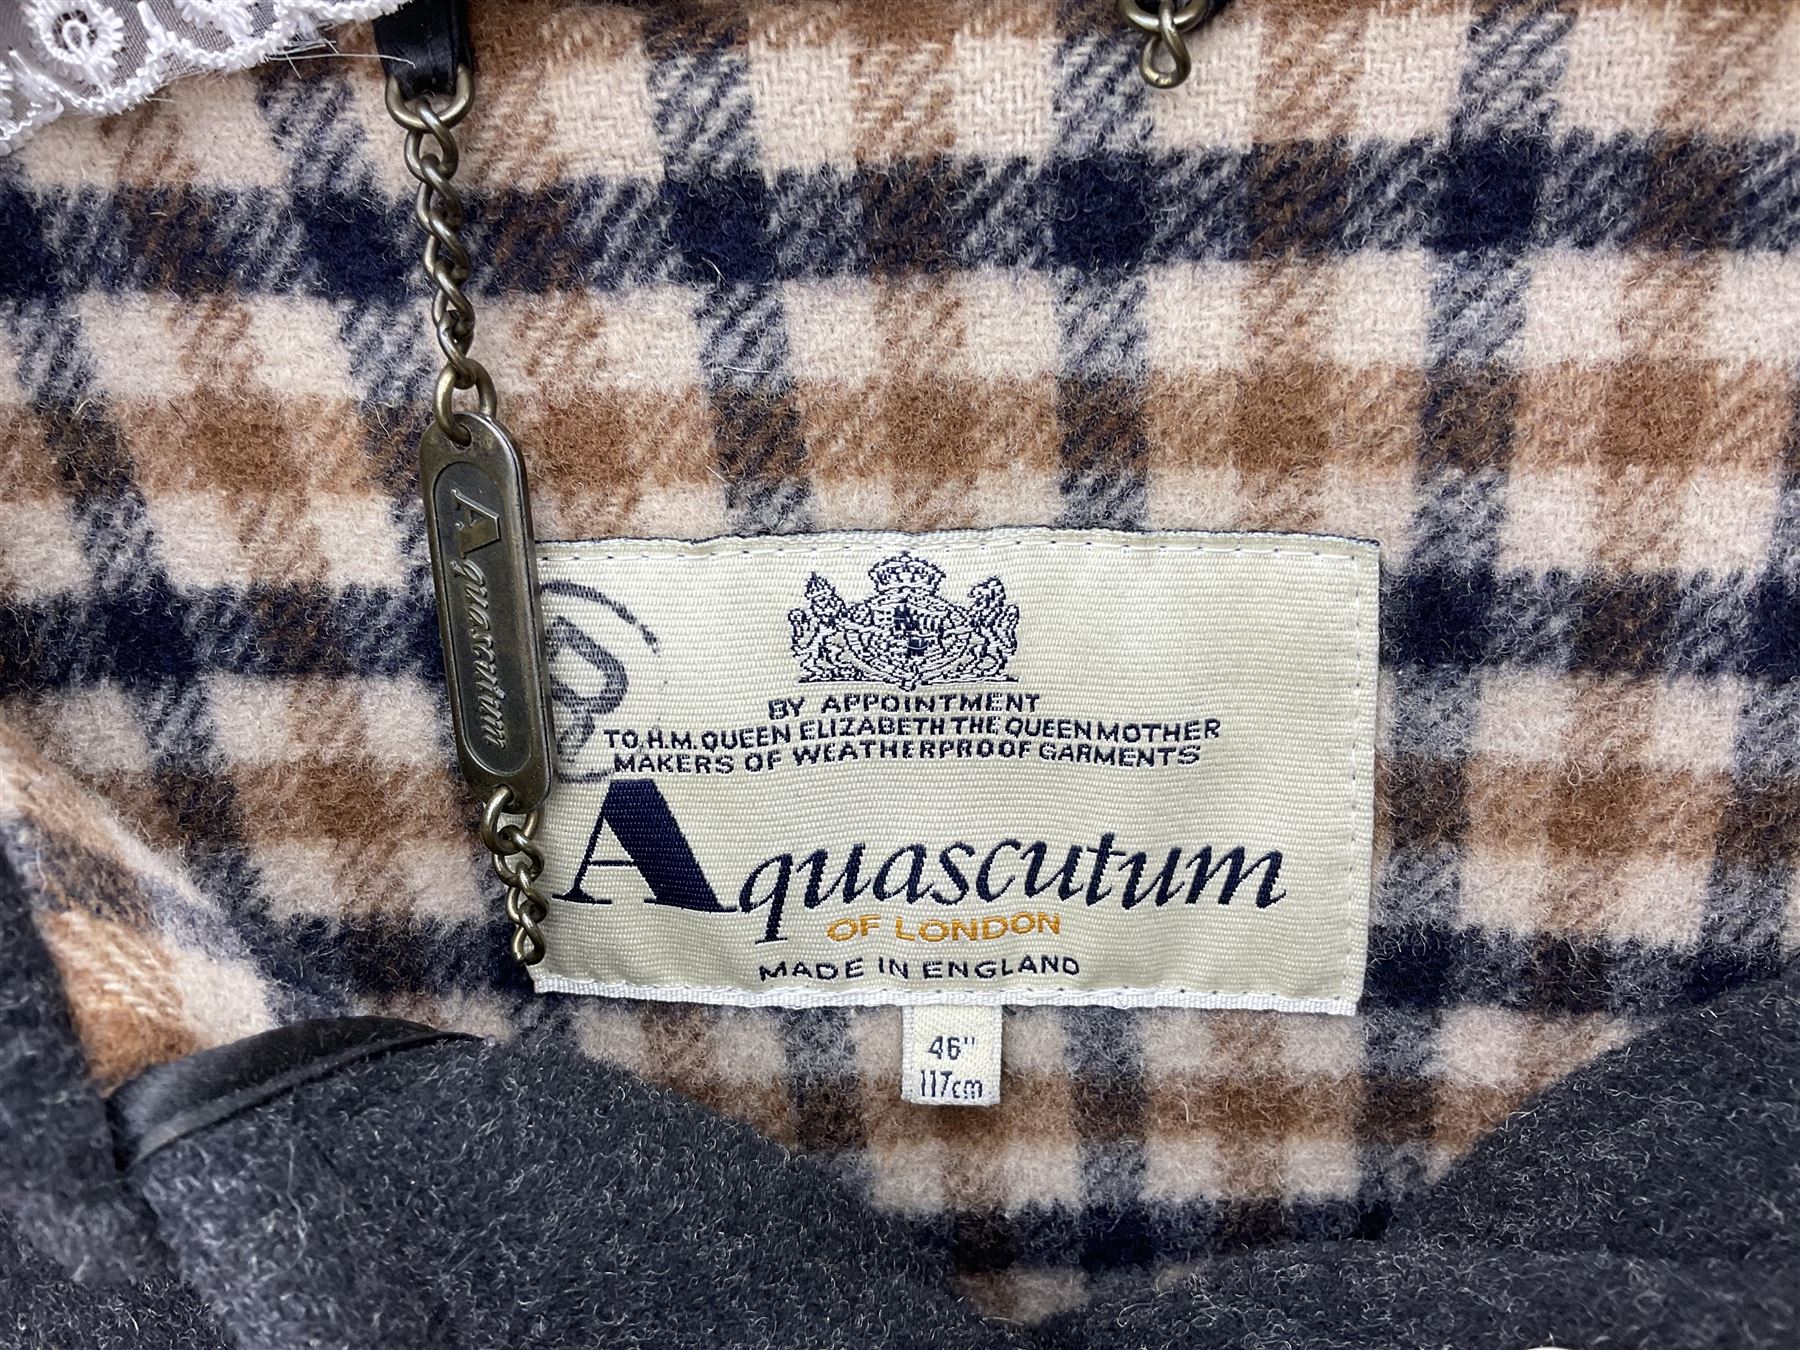 Aquascutum
BY APPOINTMENT
TO H.M. QUEEN ELIZABETH THE QUEEN MOTHER
MAKERS OF WEATHERPROOF GARMENTS
Aquascutum
OF LONDON
MADE IN ENGLAND
46"
117cm